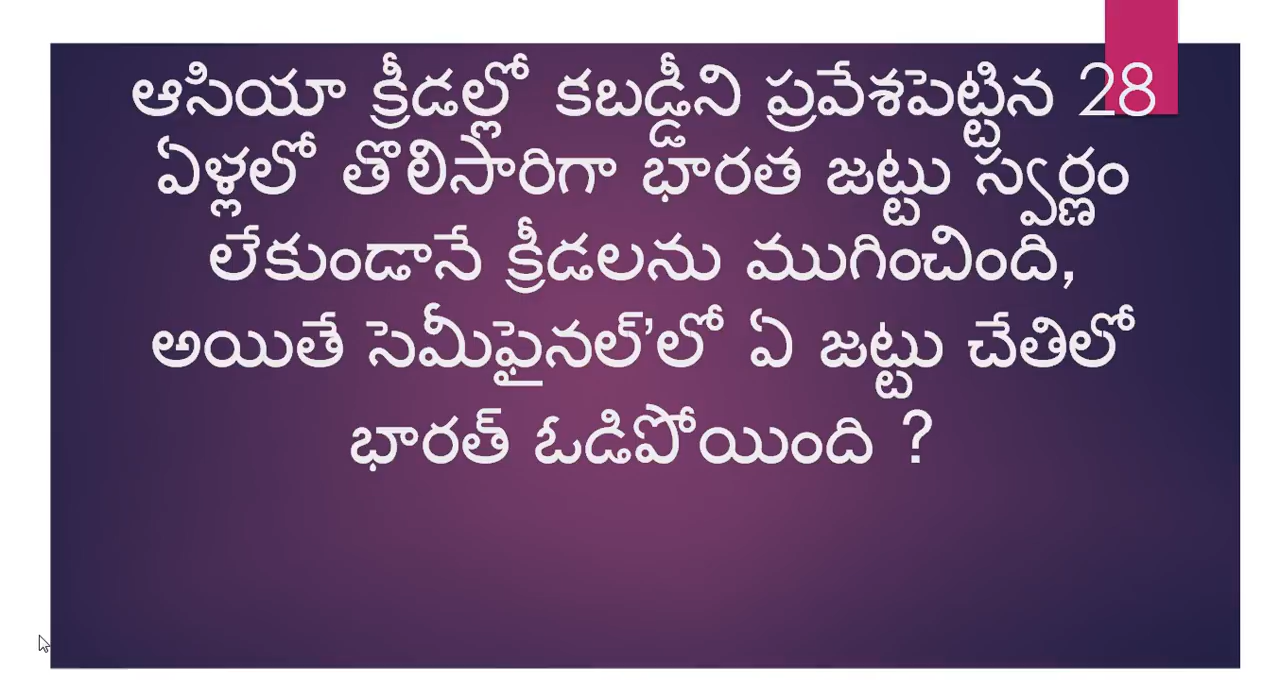 ఆసియా క్రీడల్లో కబడ్డీని ప్రవేశపెట్టిన 28
ఏళ్లలో తొలిసారిగా భారత జట్టు స్వర్ణం
లేకుండానే క్రీడలను ముగించింది,
అయితే సెమీఫైనల్'లో ఏ జట్టు చేతిలో
భారత్ ఓడిపోయింది ?